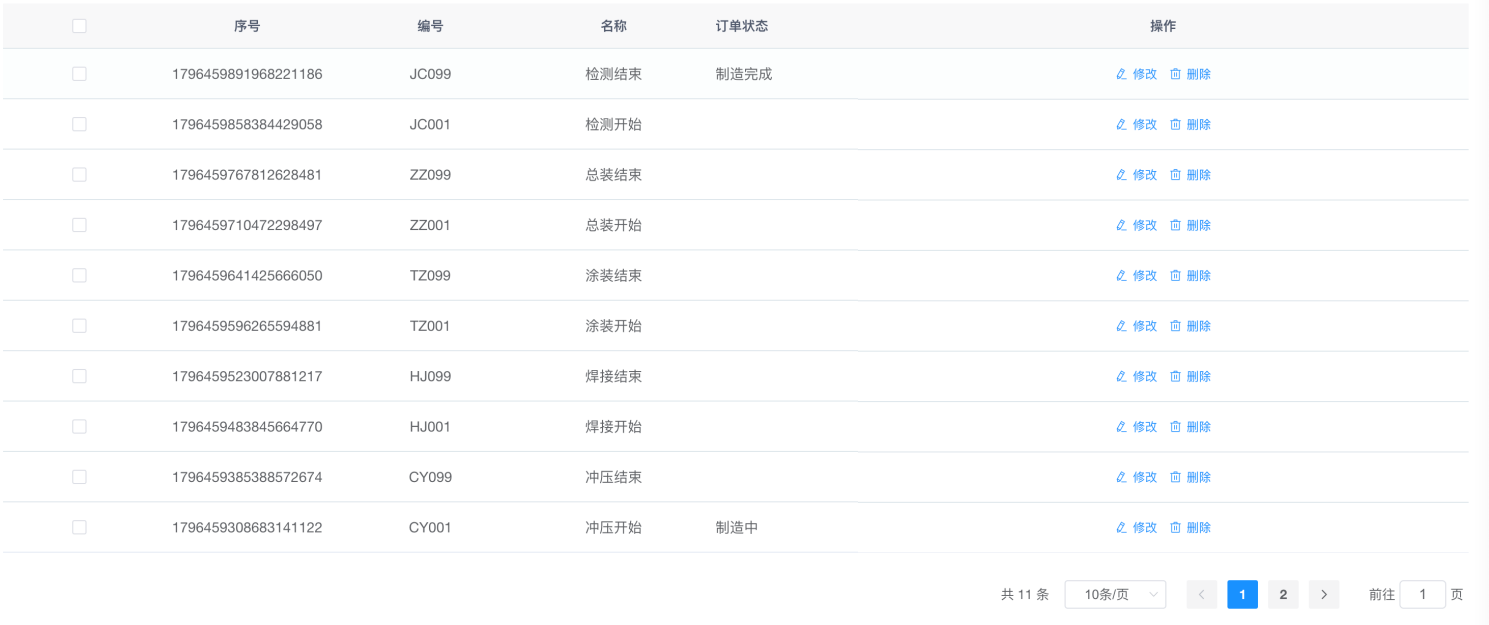 序号 编号 名称 订单状态 操作
1796459891968221186 JC099 检测结束 制造完成 修改 删除
1796459858384429058 JC001 检测开始 修改 删除
1796459767812628481 ZZ099 总装结束 修改 删除
1796459710472298497 ZZ001 总装开始 修改 删除
1796459641425666050 TZ099 涂装结束 修改 删除
1796459596265594881 TZ001 涂装开始 修改 删除
1796459523007881217 HJ099 焊接结束 修改 删除
1796459483845664770 HJ001 焊接开始 修改 删除
1796459385388572674 CY099 冲压结束 修改 删除
1796459308683141122 CY001 冲压开始 制造中 修改 删除
共 11 条 10条/页 1 2 前往 1 页